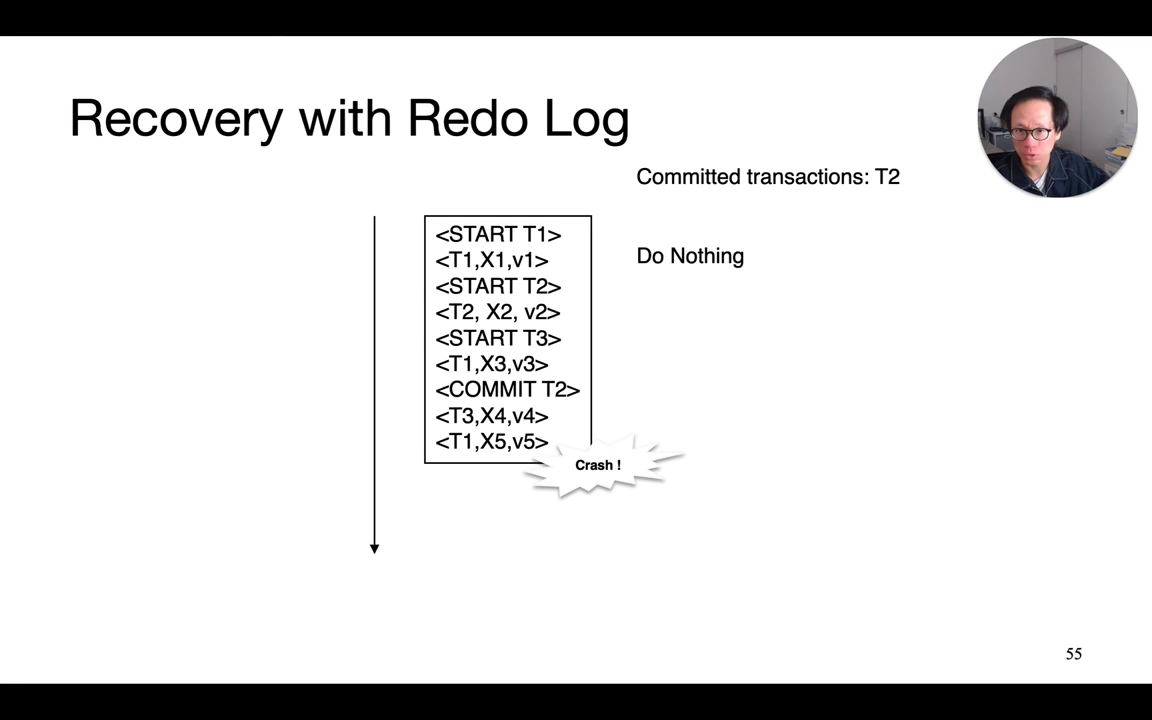 Recovery with Redo Log
Committed transactions: T2
<START T1>
<T1,X1,v1>
Do Nothing
<START T2>
<T2, X2, v2>
<START T3>
<T1,X3,v3>
<COMMIT T2>
<T3,X4,v4>
<T1,X5,v5>
Crash !
55